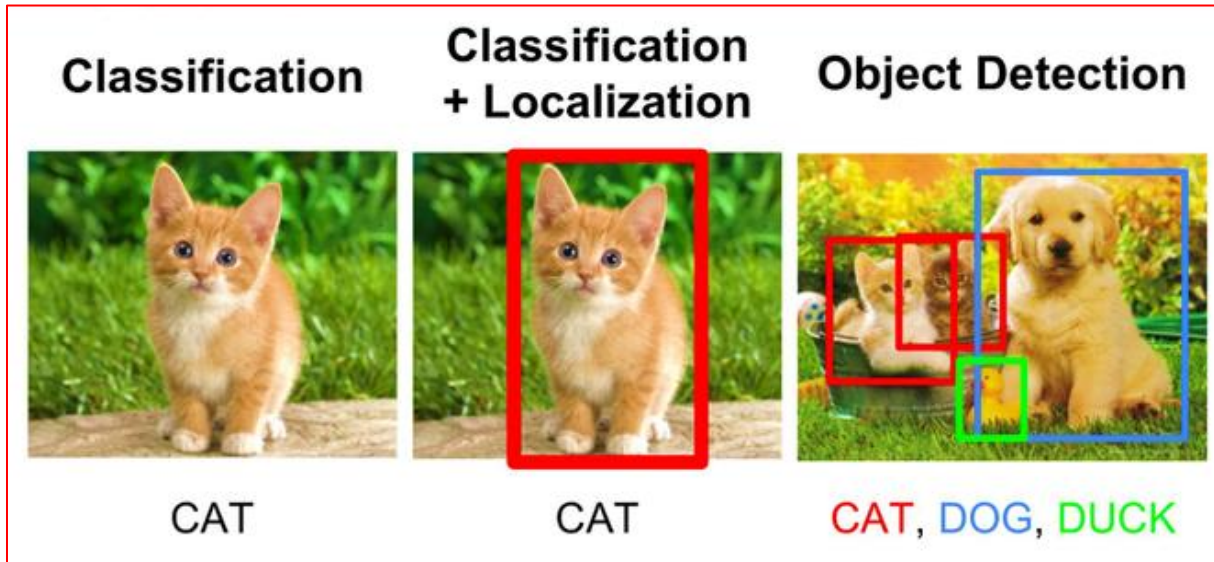 Classification
Classification
+ Localization
Object Detection
CAT
CAT
CAT, DOG, DUCK